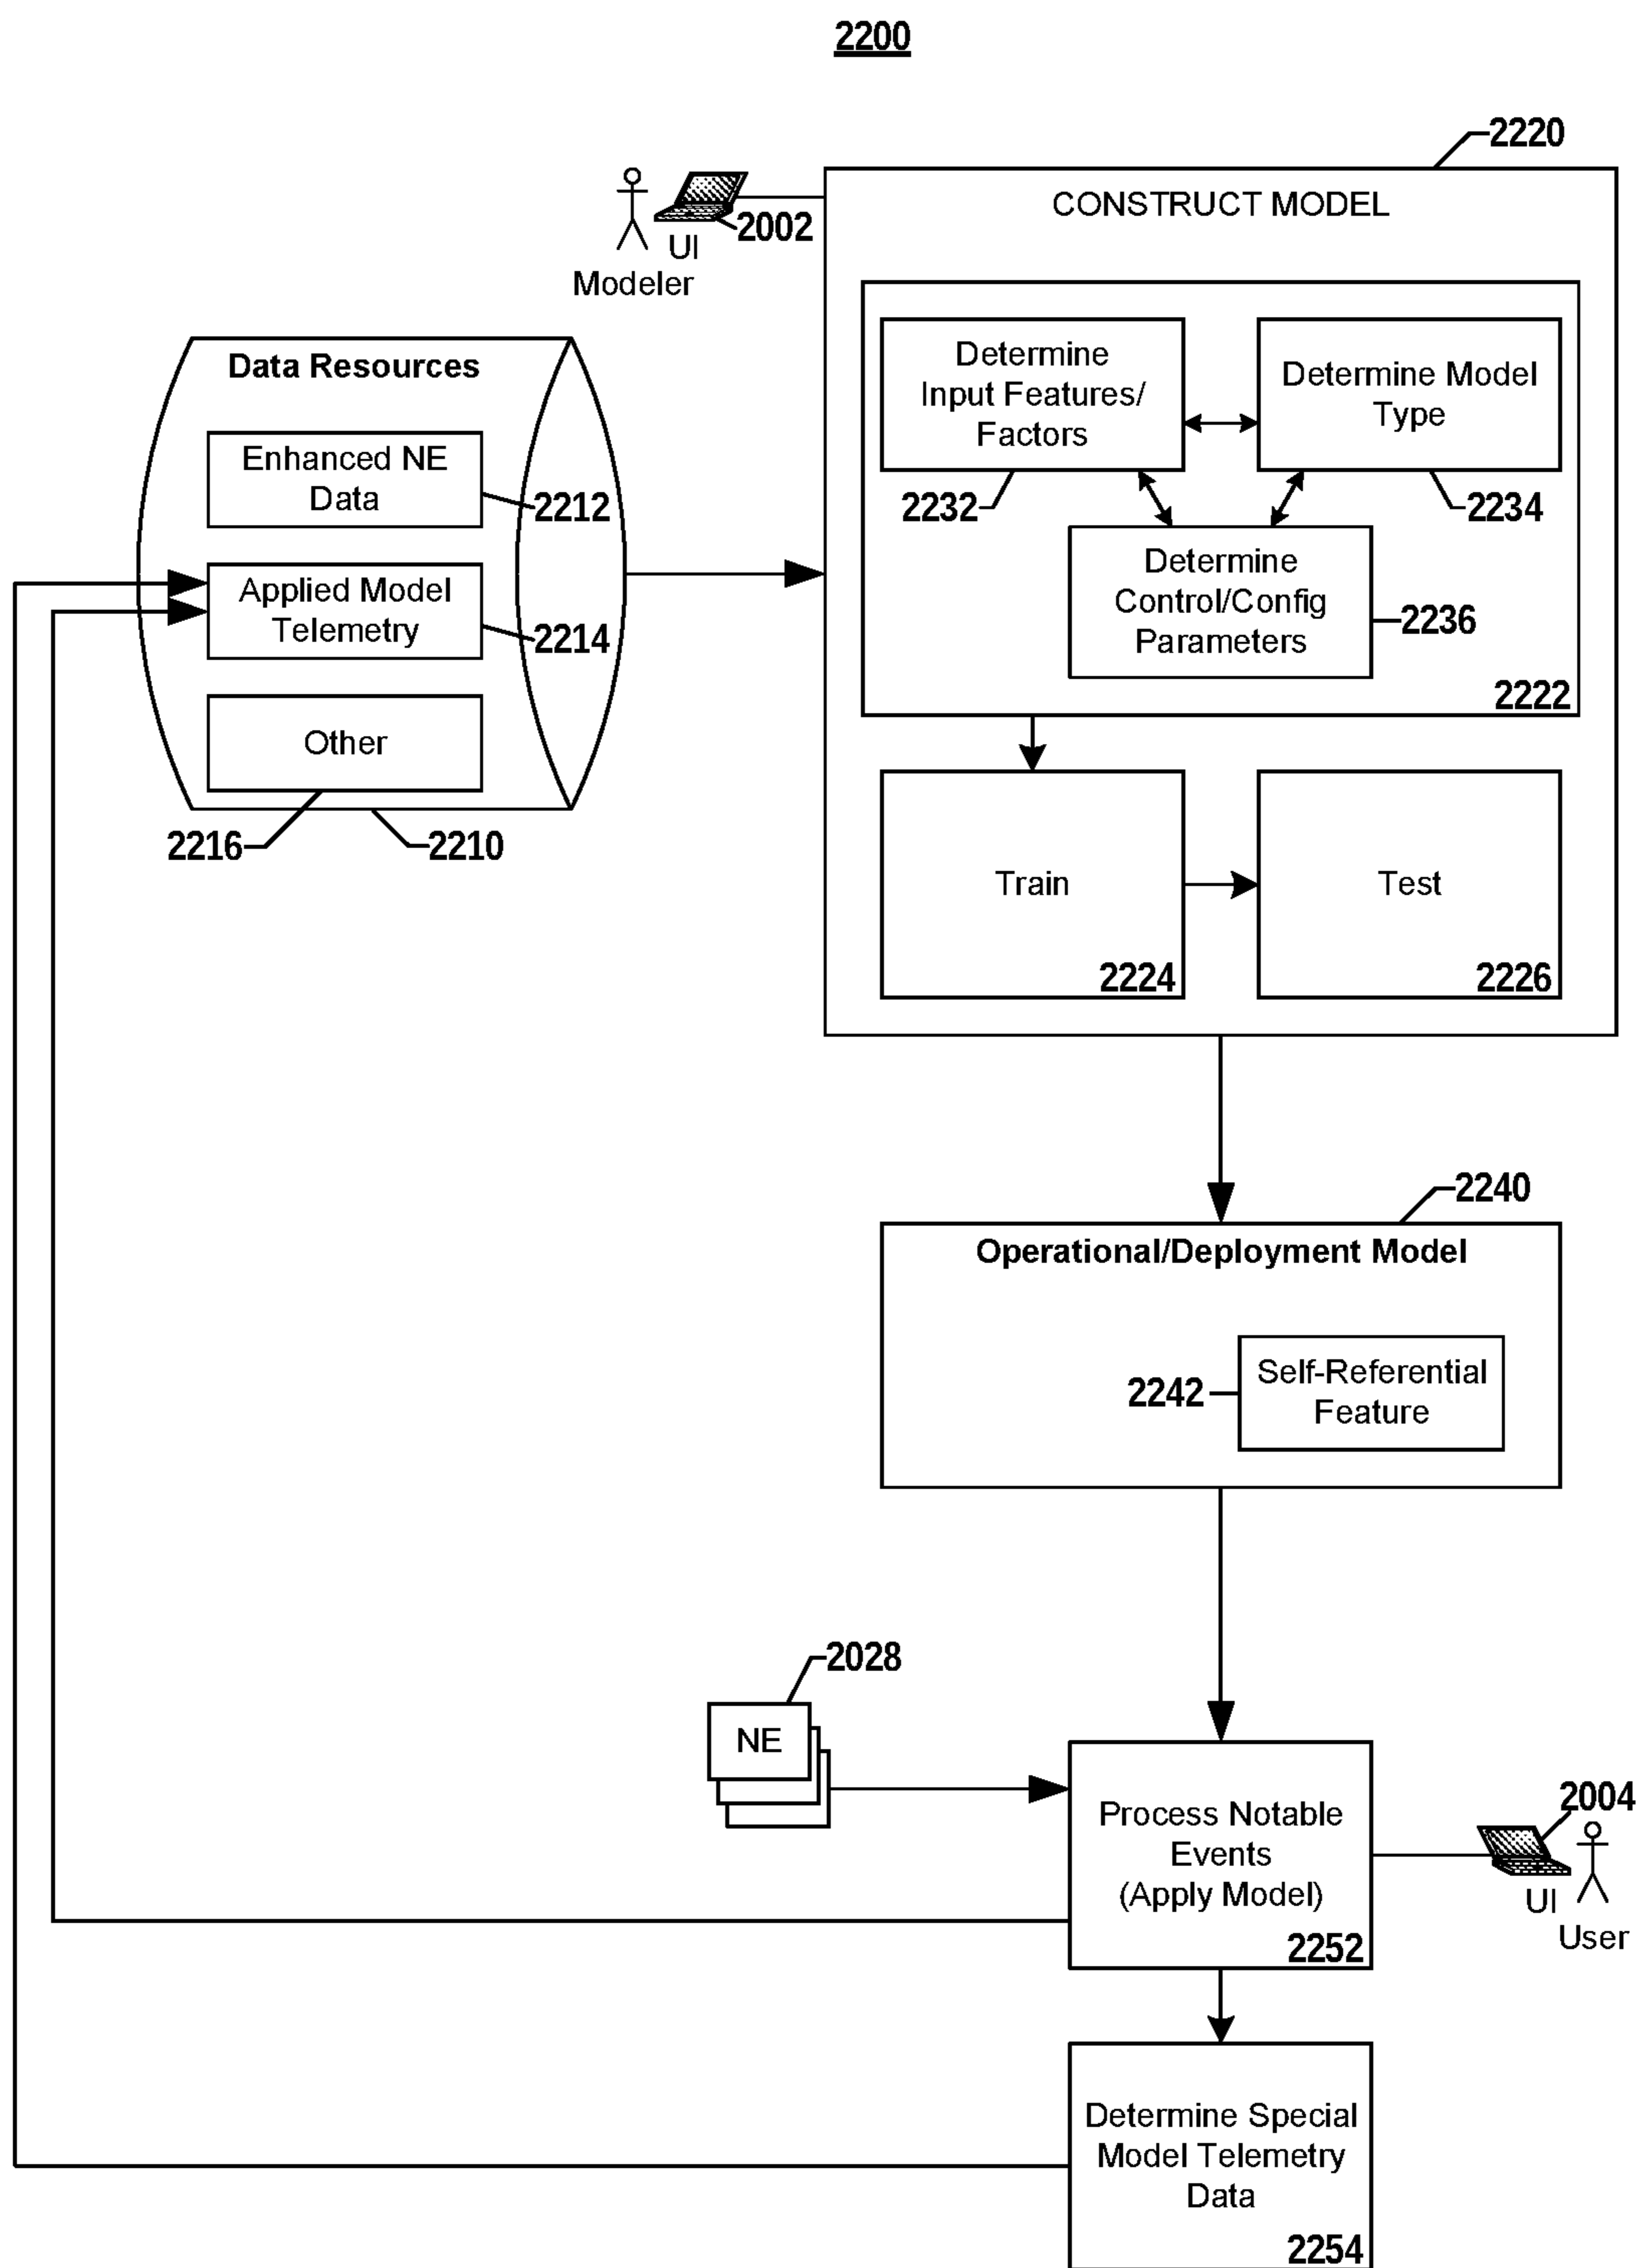 2200
2220
CONSTRUCT MODEL
2002
UI
Modeler
Determine
Input Features/
Factors
Determine Model
Type
2232
2234
Determine
Control/Config
Parameters
2236
2222
Data Resources
Enhanced NE
Data
2212
Applied Model
Telemetry
2214
Other
2216
2210
Train
2224
Test
2226
2240
Operational/Deployment Model
2242
Self-Referential
Feature
2028
NE
Process Notable
Events
(Apply Model)
2252
2004
UI
User
Determine Special
Model Telemetry
Data
2254